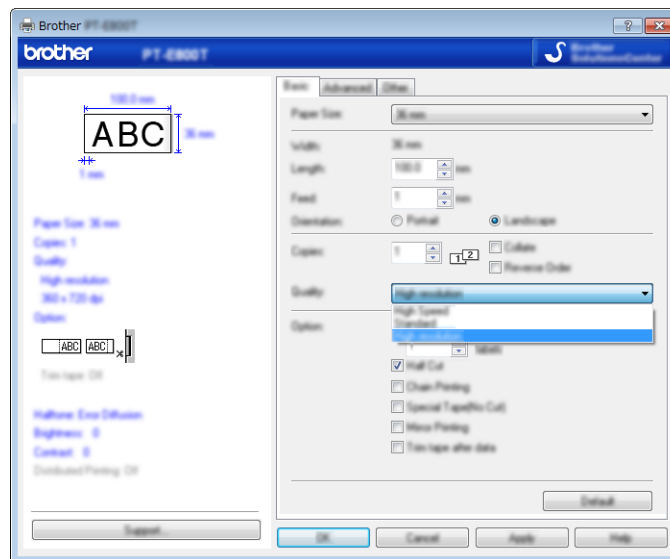 Brother PT-E800T
brother PT-E800T
Brother
SolutionsCenter
100.0 mm
ABC
36 mm
1 mm
Paper Size: 36 mm
Copies: 1
Quality:
High resolution
360 x 720 dpi
Option:
ABC ABC
Trim tape: Off
Halftone: Error Diffusion
Brightness: 0
Contrast: 0
Distributed Printing: Off
Support...
Basic Advanced Other
Paper Size: 36 mm
Width: 36 mm
Length: 100.0 mm
Feed: 1 mm
Orientation: Portrait Landscape
Copies: 1 1 2 Collate
Reverse Order
Quality: High resolution
High Speed
Standard
High resolution
Option:
1 labels
Half Cut
Chain Printing
Special Tape(No Cut)
Mirror Printing
Trim tape after data
Default
OK Cancel Apply Help